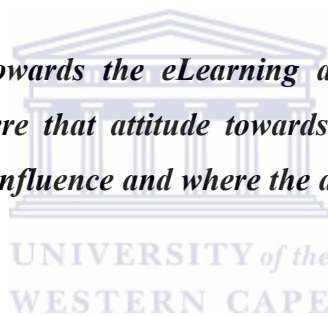 owards the eLearning a
re that attitude towards
nfluence and where the a
UNIVERSITY of the
WESTERN CAPE